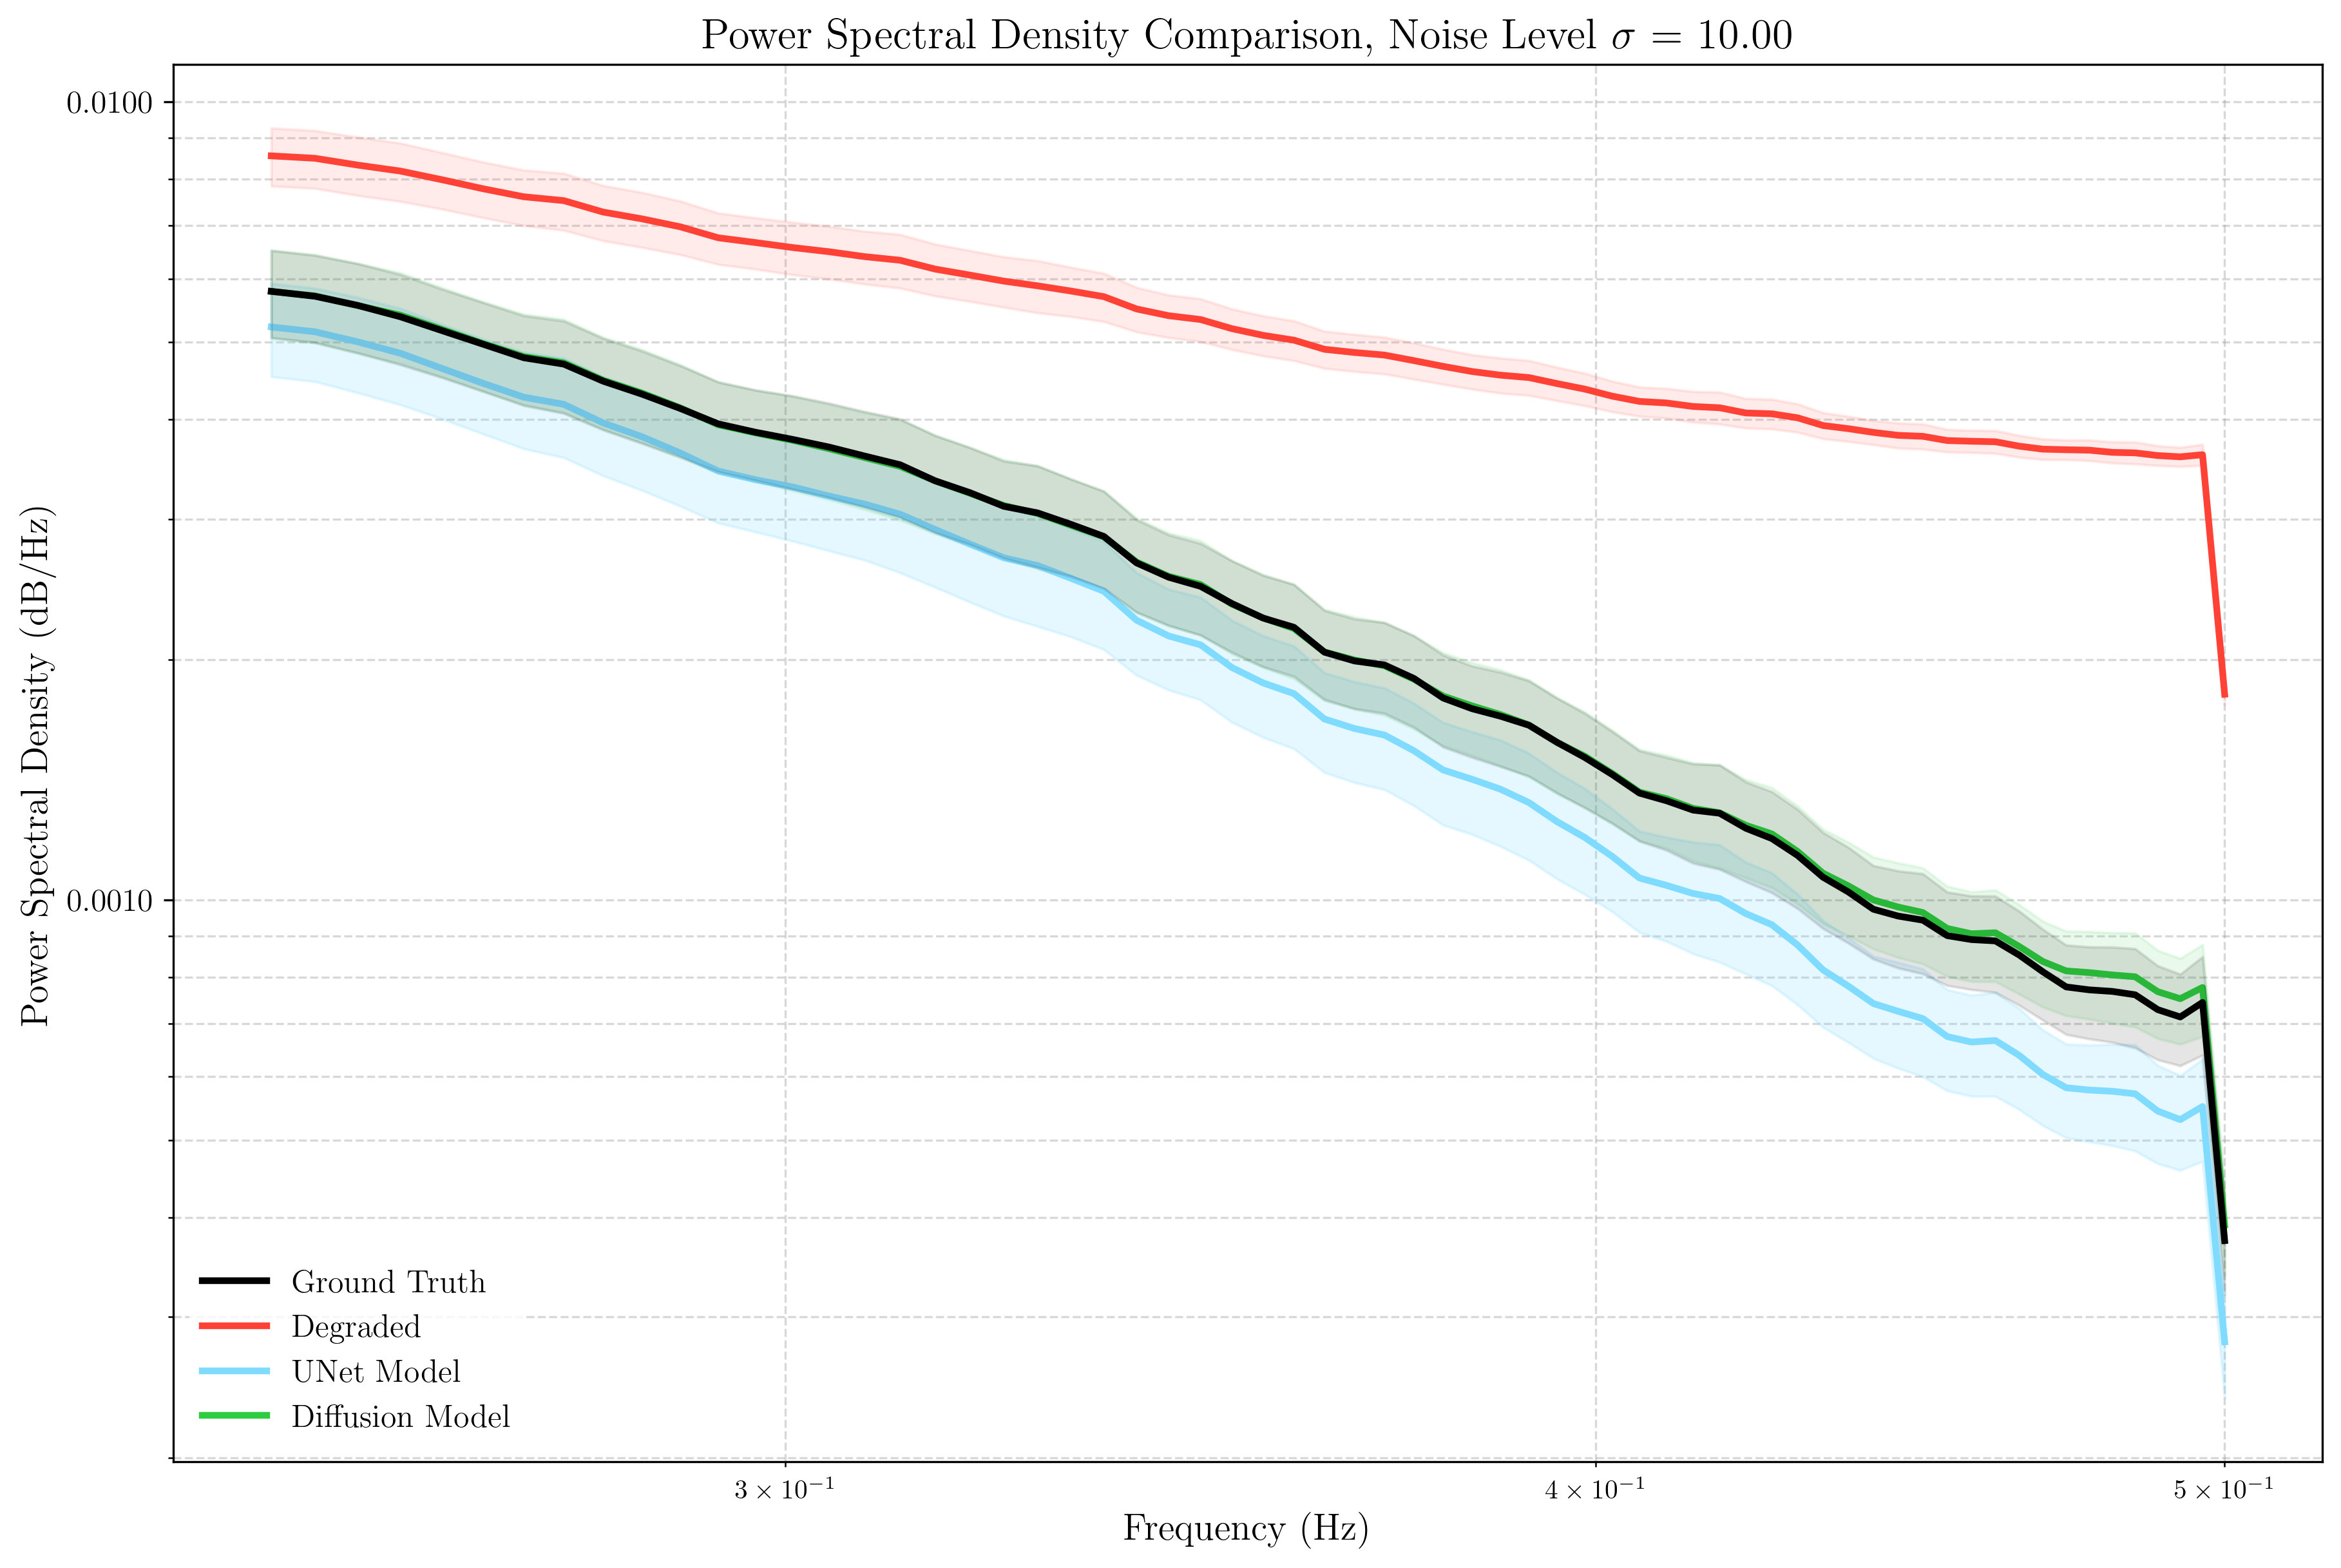 Power Spectral Density Comparison, Noise Level σ = 10.00
0.0100
0.0010
Power Spectral Density (dB/Hz)
Ground Truth
Degraded
UNet Model
Diffusion Model
3 × 10⁻¹
4 × 10⁻¹
5 × 10⁻¹
Frequency (Hz)